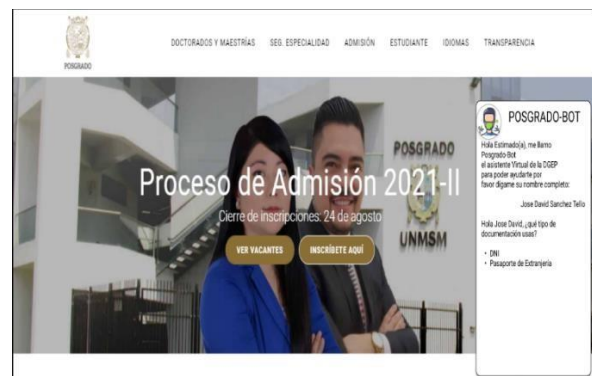 POSGRADO
DOCTORADOS Y MAESTRÍAS SEG. ESPECIALIDAD ADMISIÓN ESTUDIANTE IDIOMAS TRANSPARENCIA
POSGRADO
UNMSM
Proceso de Admisión 2021-II
Cierre de inscripciones: 24 de agosto
VER VACANTES INSCRÍBETE AQUÍ
POSGRADO-BOT
Hola Estimado(a), me llamo
Posgrado-Bot
el asistente Virtual de la DGEP
para poder ayudarte por
favor dígame su nombre completo:
Jose David Sanchez Tello
Hola Jose David, ¿qué tipo de
documentación usas?
• DNI
• Pasaporte de Extranjería